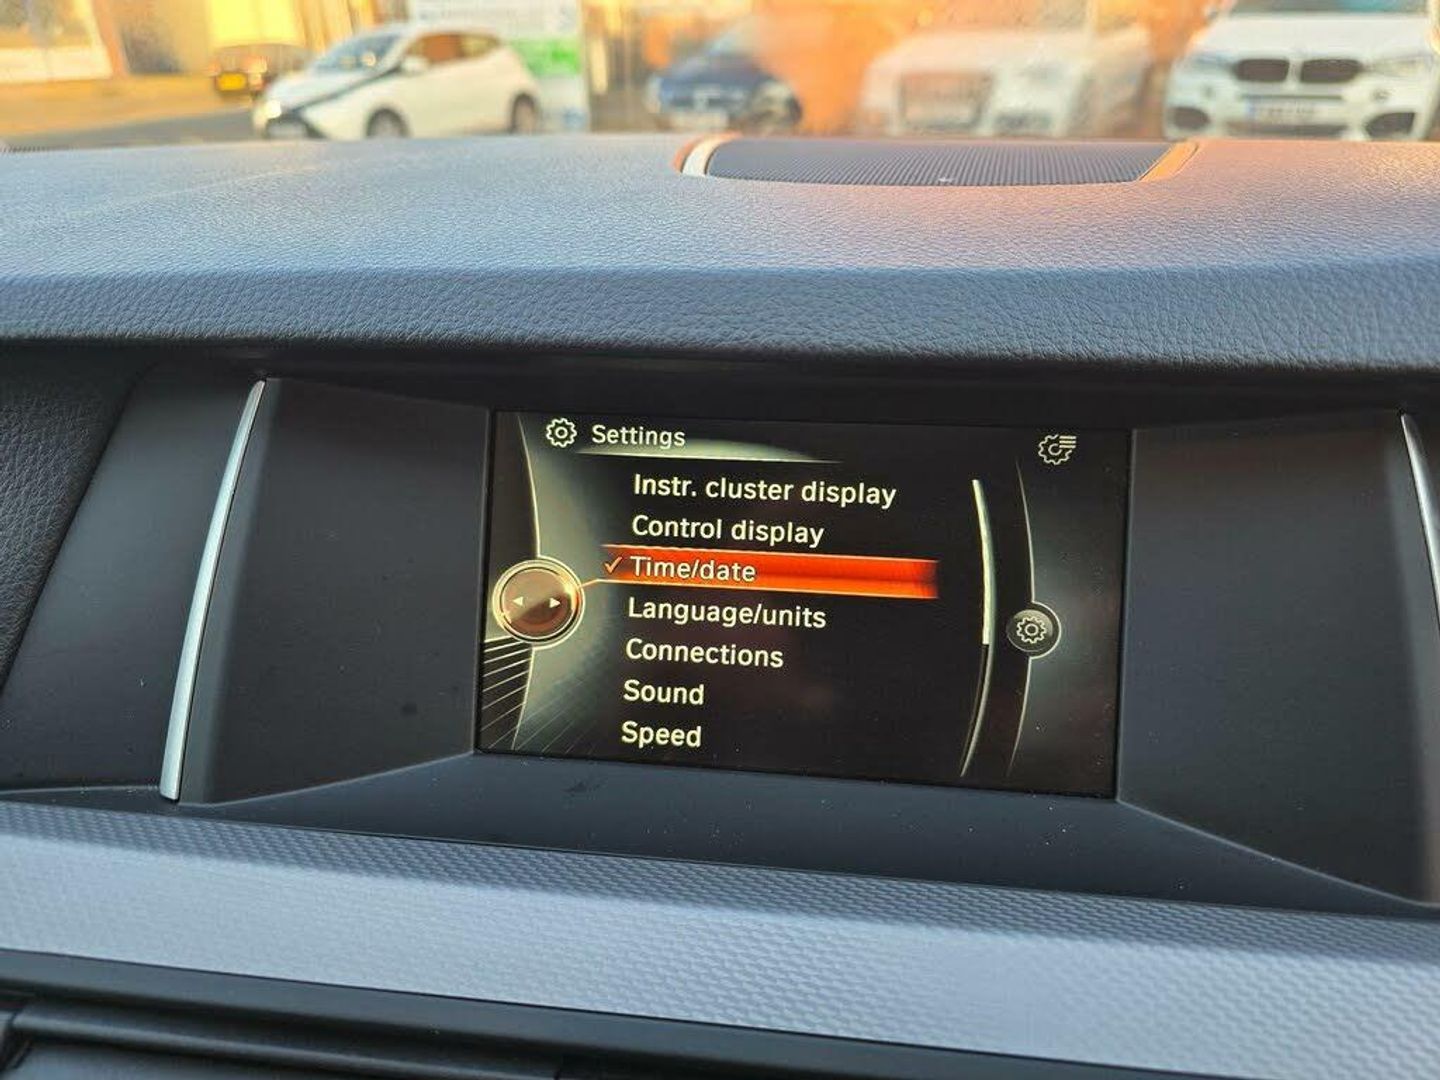 Settings
Instr. cluster display
Control display
✓ Time/date
Language/units
Connections
Sound
Speed